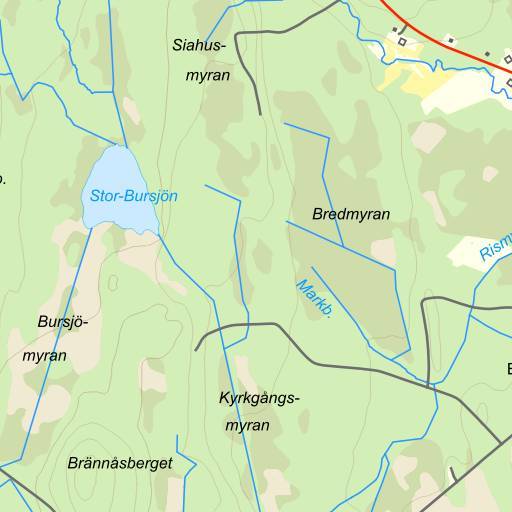 Siahus-
myran
Stor-Bursjön
Bredmyran
Markb.
Bursjö-
myran
Kyrkgångs-
myran
Brännåsberget